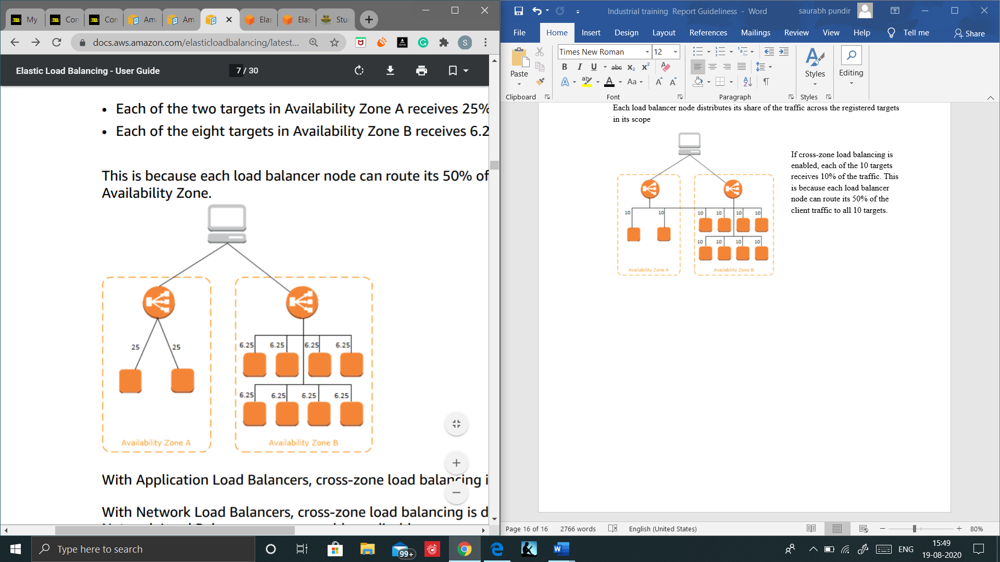 My
Con
Con
Ama
Am
Elas
Elas
Stu
docs.aws.amazon.com/elasticloadbalancing/latest...
S
Elastic Load Balancing - User Guide
7 / 30
• Each of the two targets in Availability Zone A receives 25%
• Each of the eight targets in Availability Zone B receives 6.2
This is because each load balancer node can route its 50% of
Availability Zone.
25
25
6.25
6.25
6.25
6.25
6.25
6.25
6.25
6.25
Availability Zone A
Availability Zone B
With Application Load Balancers, cross-zone load balancing i
With Network Load Balancers, cross-zone load balancing is d
Industrial training Report Guideliness - Word
saurabh pundir
File
Home
Insert
Design
Layout
References
Mailings
Review
View
Help
Tell me
Share
Paste
Times New Roman
12
B I U abc x₂ x²
A ab A Aa A A
Styles
Editing
Clipboard
Font
Paragraph
Styles
Each load balancer node distributes its share of the traffic across the registered targets
in its scope
If cross-zone load balancing is
enabled, each of the 10 targets
receives 10% of the traffic. This
is because each load balancer
node can route its 50% of the
client traffic to all 10 targets.
10
10
10
10
10
10
10
10
10
10
Availability Zone A
Availability Zone B
Page 16 of 16
2766 words
English (United States)
80%
Type here to search
99+
ENG
15:49
19-08-2020